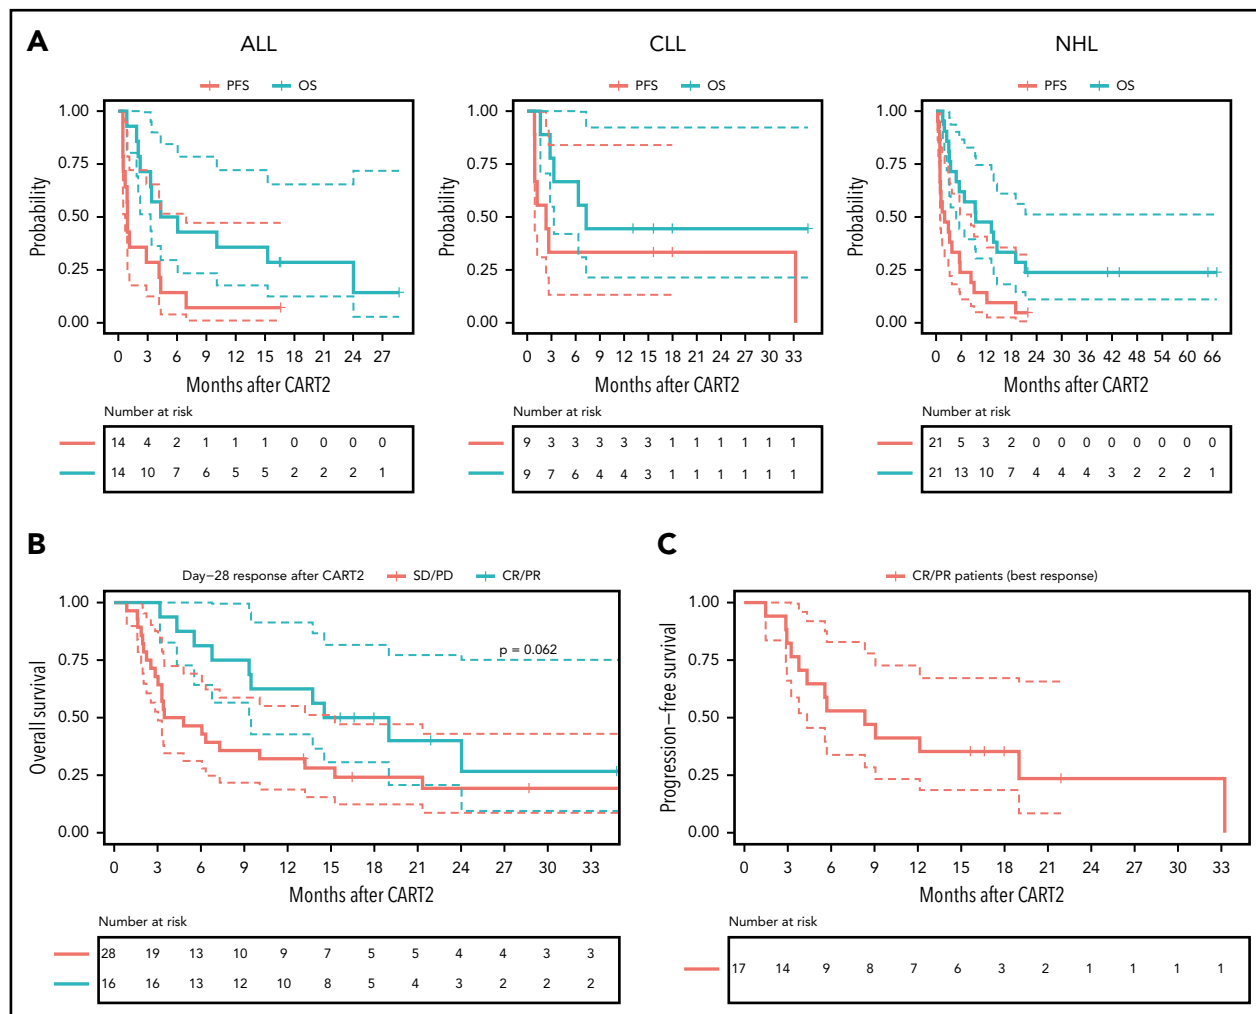 A
ALL
CLL
NHL
PFS OS
PFS OS
PFS OS
Probability
1.00
0.75
0.50
0.25
0.00
0 3 6 9 12 15 18 21 24 27
Months after CART2
Probability
1.00
0.75
0.50
0.25
0.00
0 3 6 9 12 15 18 21 24 27 30 33
Months after CART2
Probability
1.00
0.75
0.50
0.25
0.00
0 6 12 18 24 30 36 42 48 54 60 66
Months after CART2
Number at risk
14 4 2 1 1 1 0 0 0 0
14 10 7 6 5 5 2 2 2 1
Number at risk
9 3 3 3 3 3 1 1 1 1 1 1
9 7 6 4 4 3 1 1 1 1 1 1
Number at risk
21 5 3 2 0 0 0 0 0 0 0 0
21 13 10 7 4 4 4 3 2 2 2 1
B
Day–28 response after CART2 SD/PD CR/PR
Overall survival
1.00
0.75
0.50
0.25
0.00
p = 0.062
0 3 6 9 12 15 18 21 24 27 30 33
Months after CART2
Number at risk
28 19 13 10 9 7 5 5 4 4 3 3
16 16 13 12 10 8 5 4 3 2 2 2
C
CR/PR patients (best response)
Progression–free survival
1.00
0.75
0.50
0.25
0.00
0 3 6 9 12 15 18 21 24 27 30 33
Months after CART2
Number at risk
17 14 9 8 7 6 3 2 1 1 1 1